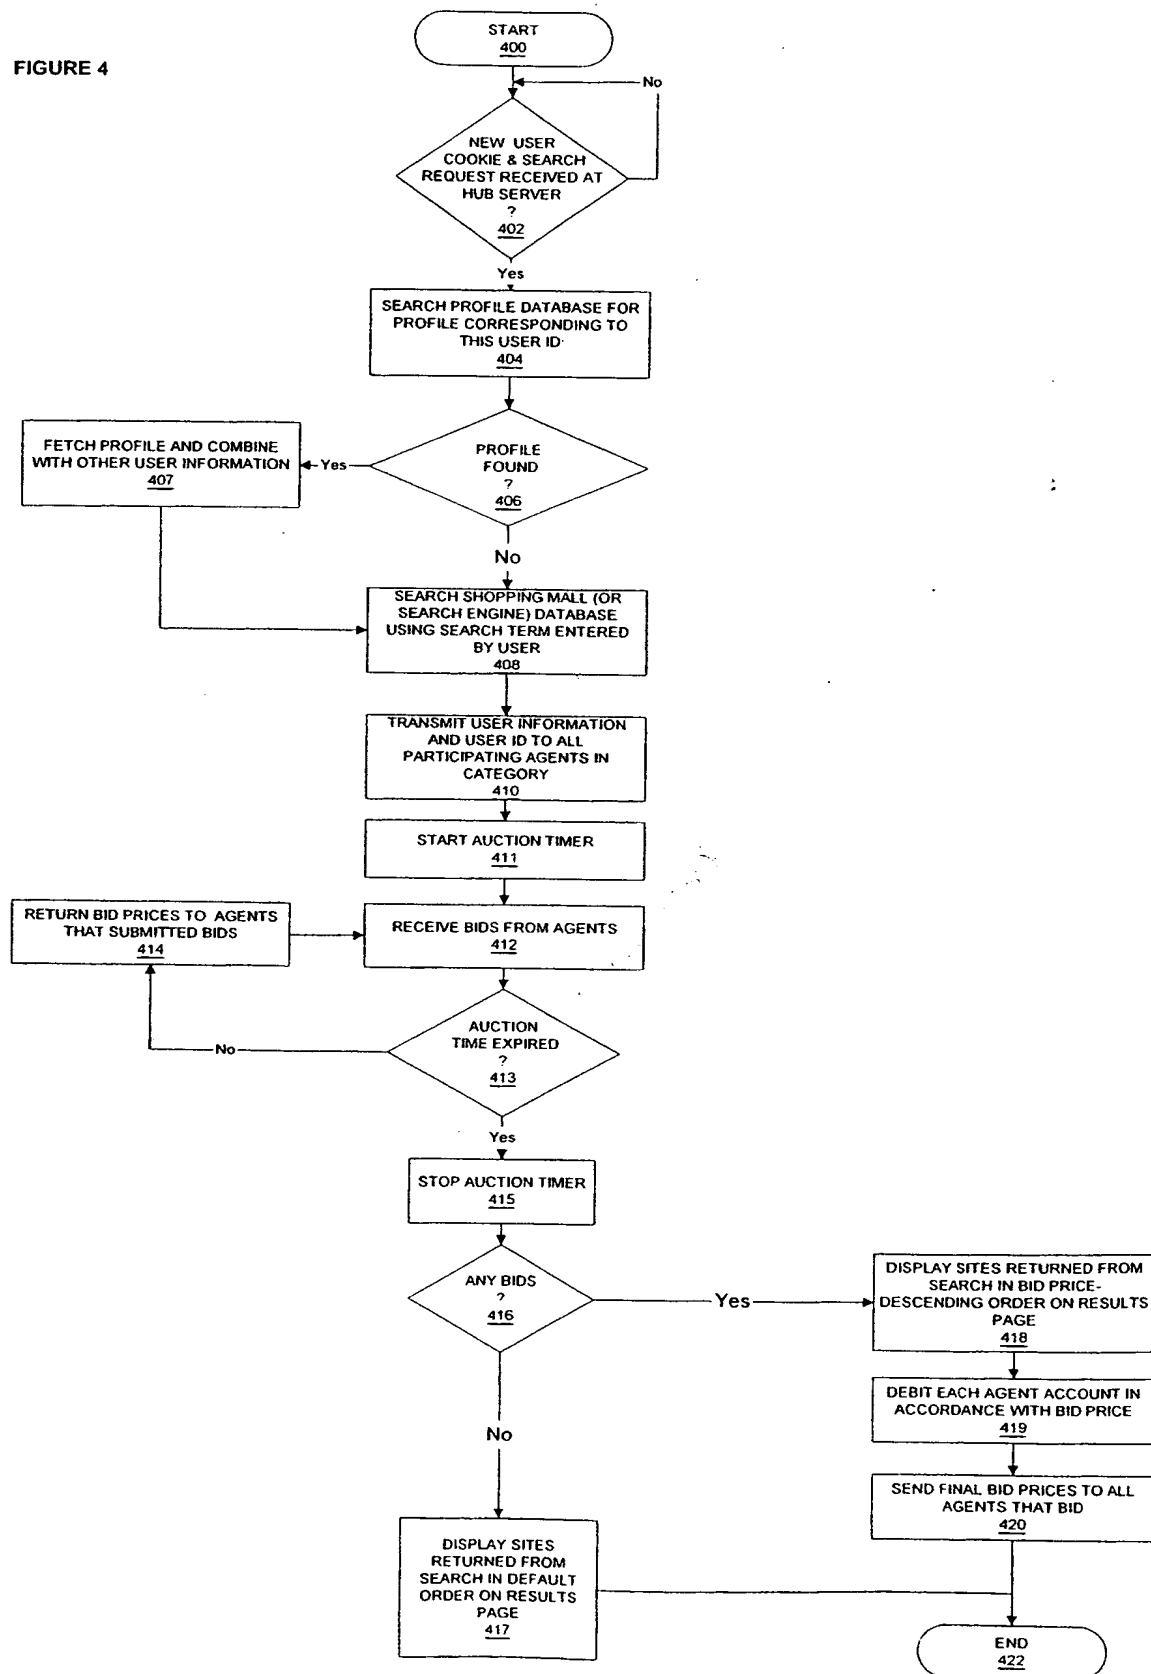 FIGURE 4
START
400
No
NEW USER
COOKIE & SEARCH
REQUEST RECEIVED AT
HUB SERVER
?
402
Yes
SEARCH PROFILE DATABASE FOR
PROFILE CORRESPONDING TO
THIS USER ID
404
FETCH PROFILE AND COMBINE
WITH OTHER USER INFORMATION
407
Yes
PROFILE
FOUND
?
406
No
SEARCH SHOPPING MALL (OR
SEARCH ENGINE) DATABASE
USING SEARCH TERM ENTERED
BY USER
408
TRANSMIT USER INFORMATION
AND USER ID TO ALL
PARTICIPATING AGENTS IN
CATEGORY
410
START AUCTION TIMER
411
RETURN BID PRICES TO AGENTS
THAT SUBMITTED BIDS
414
RECEIVE BIDS FROM AGENTS
412
AUCTION
TIME EXPIRED
?
413
No
Yes
STOP AUCTION TIMER
415
ANY BIDS
?
416
Yes
DISPLAY SITES RETURNED FROM
SEARCH IN BID PRICE-
DESCENDING ORDER ON RESULTS
PAGE
418
DEBIT EACH AGENT ACCOUNT IN
ACCORDANCE WITH BID PRICE
419
No
SEND FINAL BID PRICES TO ALL
AGENTS THAT BID
420
DISPLAY SITES
RETURNED FROM
SEARCH IN DEFAULT
ORDER ON RESULTS
PAGE
417
END
422